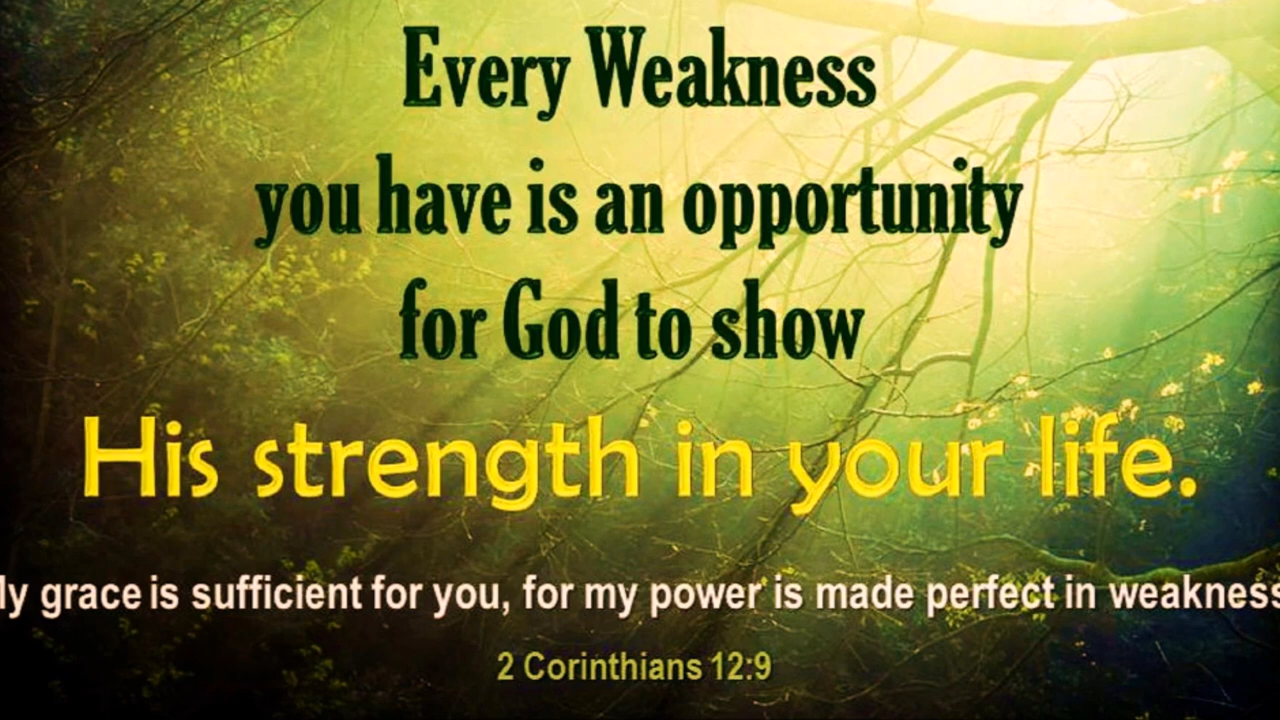 Every Weakness
you have is an opportunity
for God to show
His strength in your life.
My grace is sufficient for you, for my power is made perfect in weakness
2 Corinthians 12:9